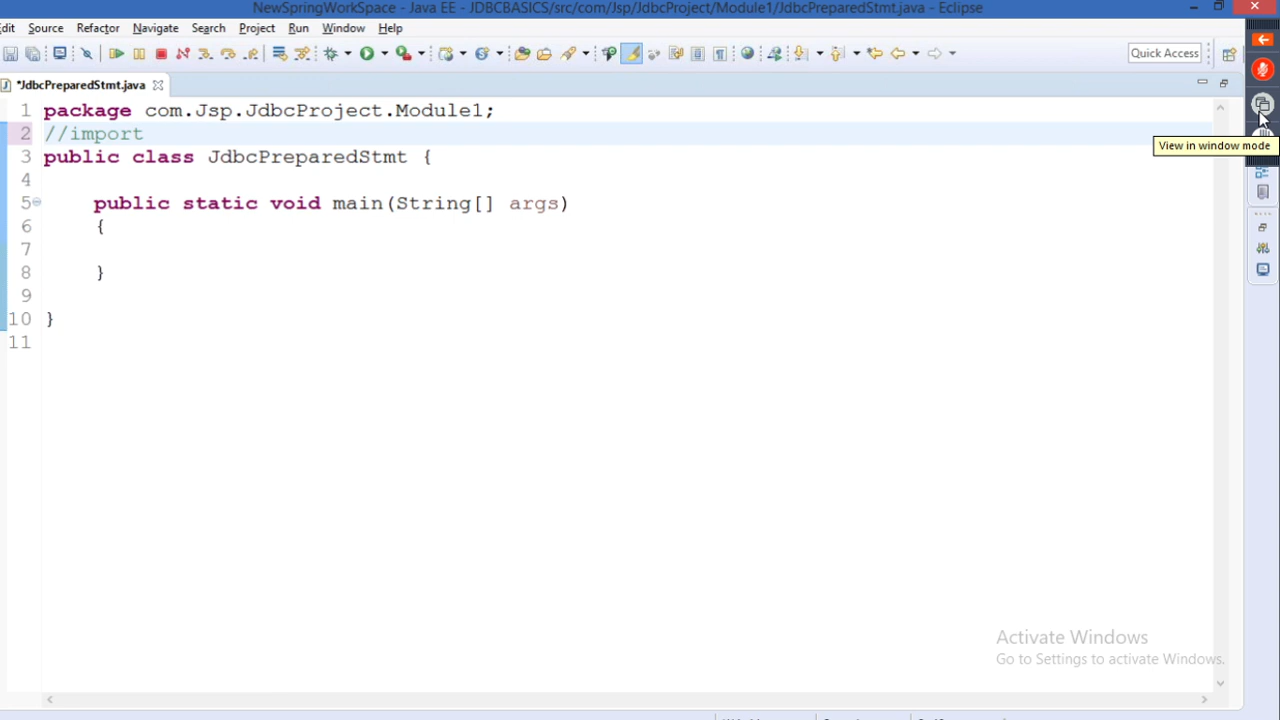 NewSpringWorkSpace - Java EE - JDBCBASICS/src/com/Jsp/JdbcProject/Module1/JdbcPreparedStmt.java - Eclipse
dit Source Refactor Navigate Search Project Run Window Help
Quick Access
*JdbcPreparedStmt.java
1 package com.Jsp.JdbcProject.Module1;
2 //import
View in window mode
3 public class JdbcPreparedStmt {
4
5 public static void main(String[] args)
6 {
7
8 }
9
10 }
11
Activate Windows
Go to Settings to activate Windows.